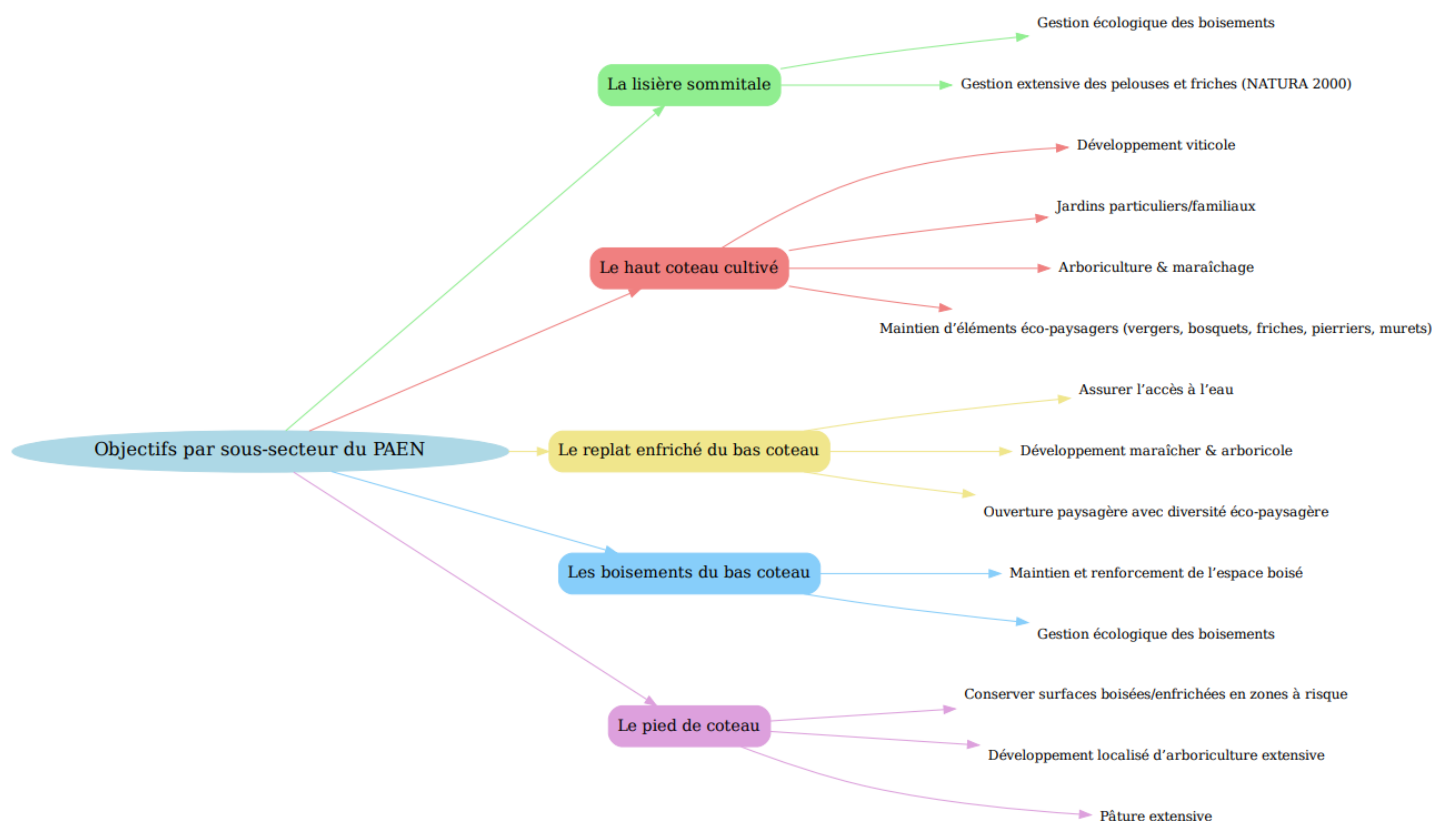 Objectifs par sous-secteur du PAEN
La lisière sommitale
Gestion écologique des boisements
Gestion extensive des pelouses et friches (NATURA 2000)
Le haut coteau cultivé
Développement viticole
Jardins particuliers/familiaux
Arboriculture & maraîchage
Maintien d’éléments éco-paysagers (vergers, bosquets, friches, pierriers, murets)
Le replat enfriché du bas coteau
Assurer l’accès à l’eau
Développement maraîcher & arboricole
Ouverture paysagère avec diversité éco-paysagère
Les boisements du bas coteau
Maintien et renforcement de l’espace boisé
Gestion écologique des boisements
Le pied de coteau
Conserver surfaces boisées/enfrichées en zones à risque
Développement localisé d’arboriculture extensive
Pâture extensive